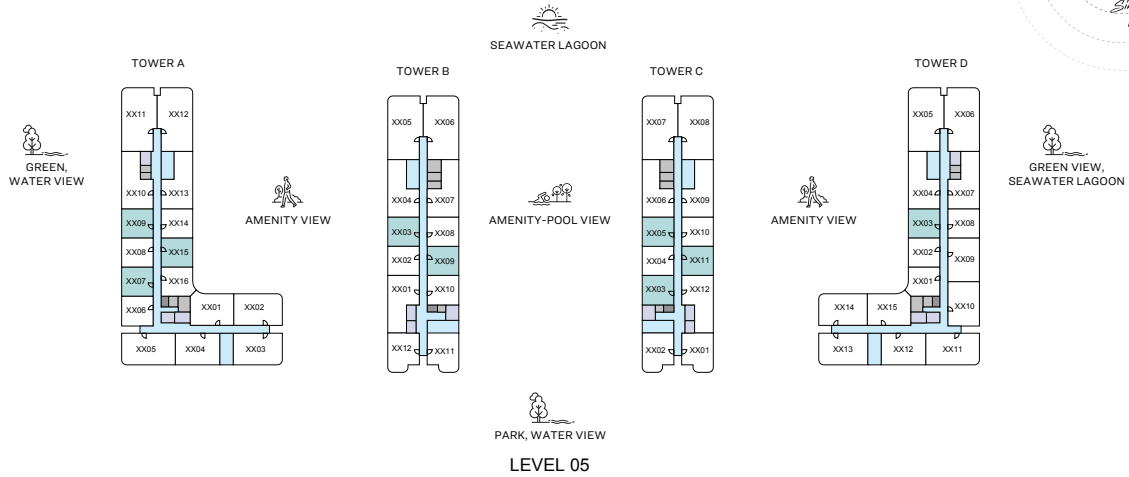 SEAWATER LAGOON
TOWER A
TOWER B
TOWER C
TOWER D
GREEN,
WATER VIEW
AMENITY VIEW
AMENITY-POOL VIEW
AMENITY VIEW
GREEN VIEW,
SEAWATER LAGOON
XX11 XX12
XX10 XX13
XX09 XX14
XX08 XX15
XX07 XX16
XX06 XX01 XX02
XX05 XX04 XX03
XX05 XX06
XX04 XX07
XX03 XX08
XX02 XX09
XX01 XX10
XX12 XX11
XX07 XX08
XX06 XX09
XX05 XX10
XX04 XX11
XX03 XX12
XX02 XX01
XX05 XX06
XX04 XX07
XX03 XX08
XX02 XX09
XX01
XX14 XX15 XX10
XX13 XX12 XX11
PARK, WATER VIEW
LEVEL 05